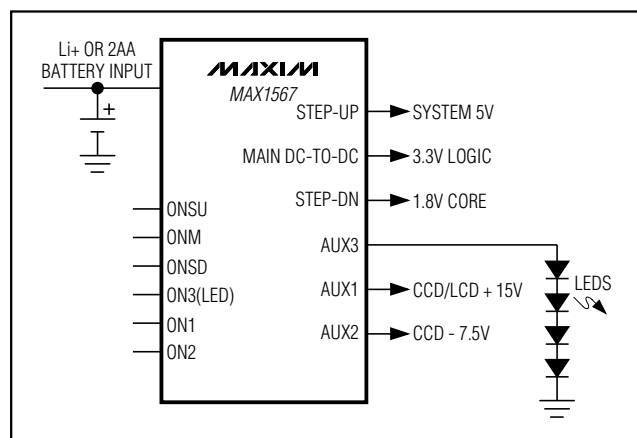 Li+ OR 2AA
BATTERY INPUT
+
MAXIM
MAX1567
STEP-UP
SYSTEM 5V
MAIN DC-TO-DC
3.3V LOGIC
STEP-DN
1.8V CORE
ONSU
ONM
ONSD
ON3(LED)
ON1
ON2
AUX3
AUX1
CCD/LCD + 15V
AUX2
CCD - 7.5V
LEDS